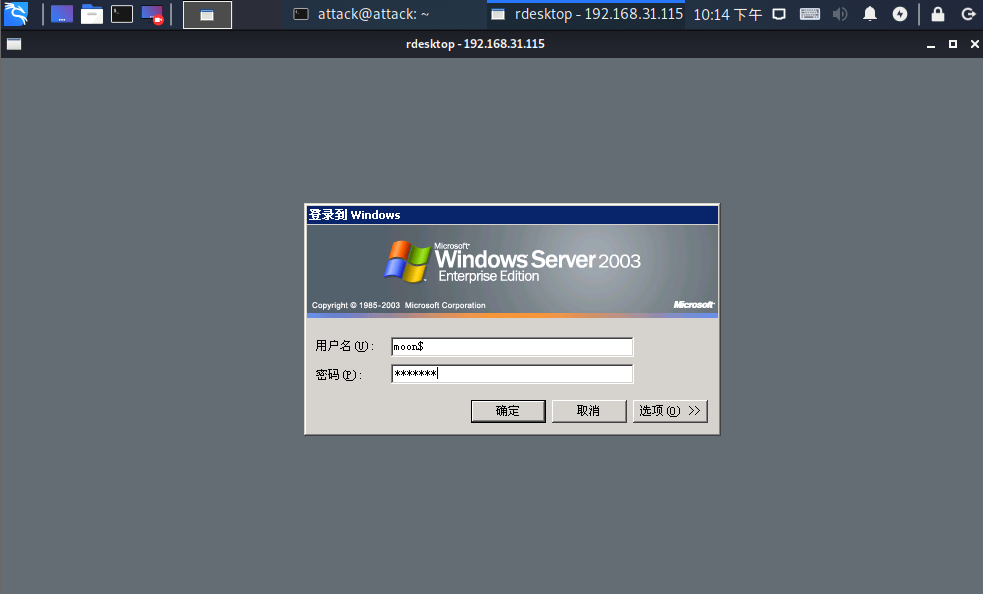 attack@attack: ~
rdesktop - 192.168.31.115
10:14 下午
rdesktop - 192.168.31.115
登录到 Windows
Microsoft
Windows Server 2003
Enterprise Edition
Copyright © 1985-2003 Microsoft Corporation
Microsoft
用户名(U):
moon$
密码(P):
*******
确定
取消
选项(O) >>